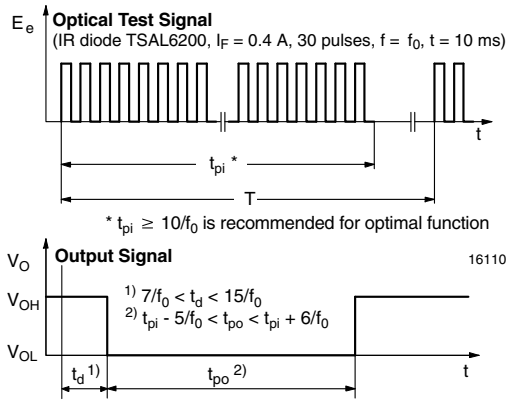 E_e Optical Test Signal
(IR diode TSAL6200, I_F = 0.4 A, 30 pulses, f = f_0, t = 10 ms)
t
t_pi *
T
* t_pi ≥ 10/f_0 is recommended for optimal function
V_O Output Signal 16110
V_OH 1) 7/f_0 < t_d < 15/f_0
2) t_pi - 5/f_0 < t_po < t_pi + 6/f_0
V_OL
t_d 1) t_po 2) t